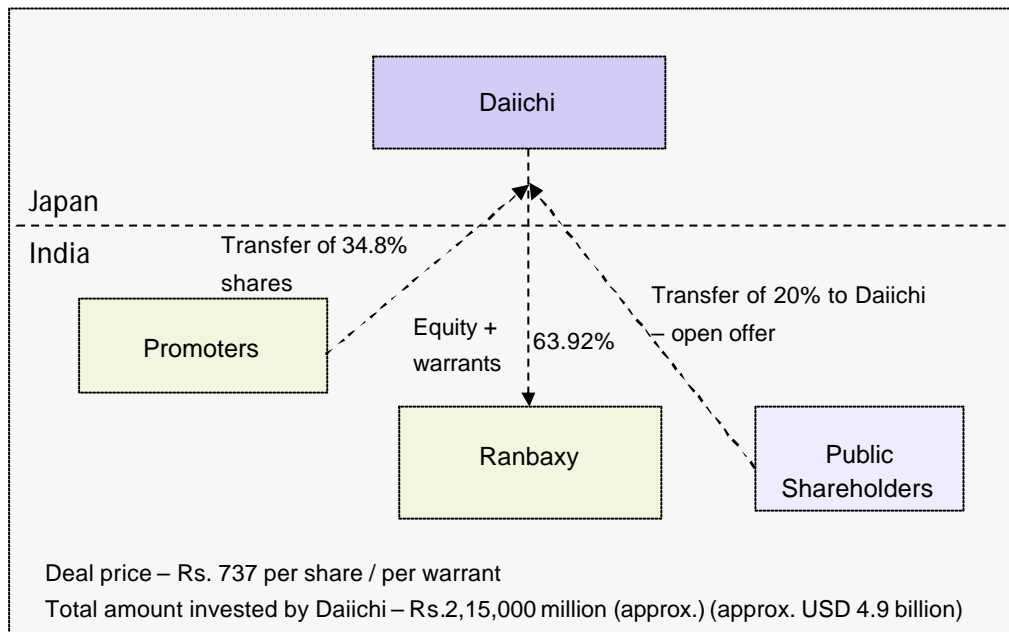 Daiichi
Japan
India
Transfer of 34.8%
shares
Promoters
Equity +
warrants
63.92%
Transfer of 20% to Daiichi
– open offer
Ranbaxy
Public
Shareholders
Deal price – Rs. 737 per share / per warrant
Total amount invested by Daiichi – Rs.2,15,000 million (approx.) (approx. USD 4.9 billion)